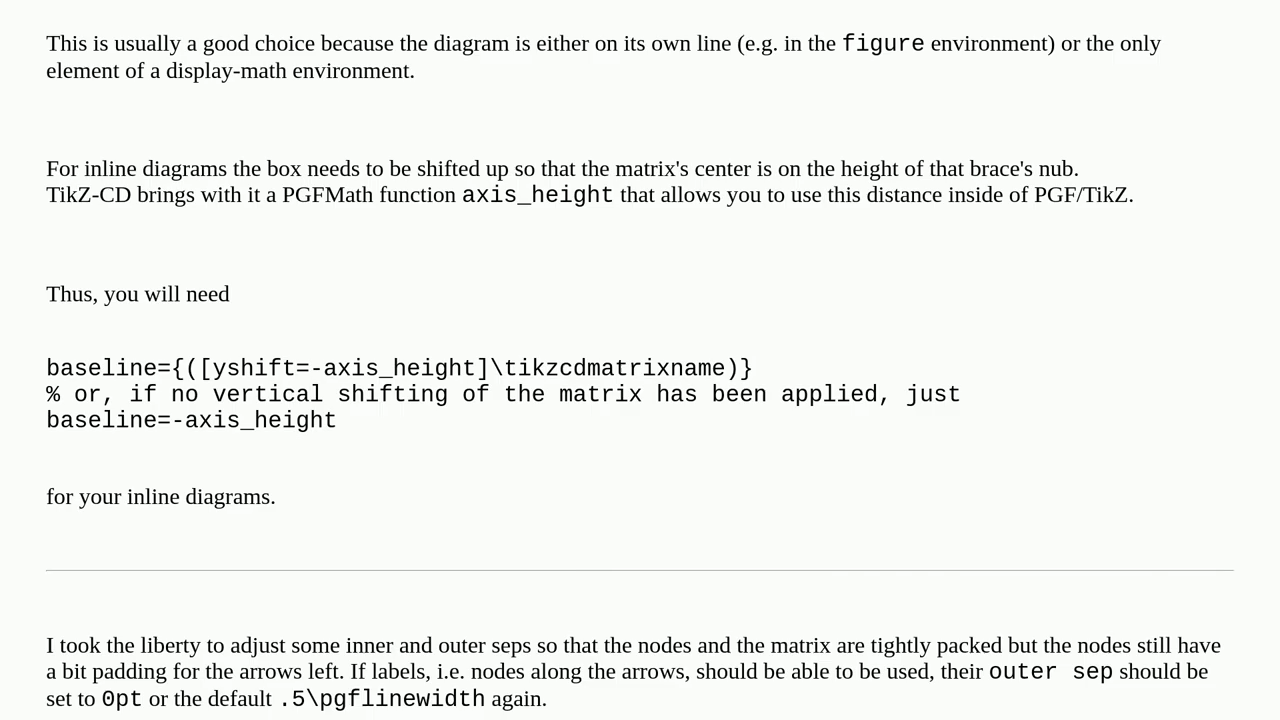 This is usually a good choice because the diagram is either on its own line (e.g. in the figure environment) or the only
element of a display-math environment.
For inline diagrams the box needs to be shifted up so that the matrix's center is on the height of that brace's nub.
TikZ-CD brings with it a PGFMath function axis_height that allows you to use this distance inside of PGF/TikZ.
Thus, you will need
baseline={([yshift=-axis_height]\tikzcdmatrixname)}
% or, if no vertical shifting of the matrix has been applied, just
baseline=-axis_height
for your inline diagrams.
I took the liberty to adjust some inner and outer seps so that the nodes and the matrix are tightly packed but the nodes still have
a bit padding for the arrows left. If labels, i.e. nodes along the arrows, should be able to be used, their outer sep should be
set to 0pt or the default .5\pgflinewidth again.